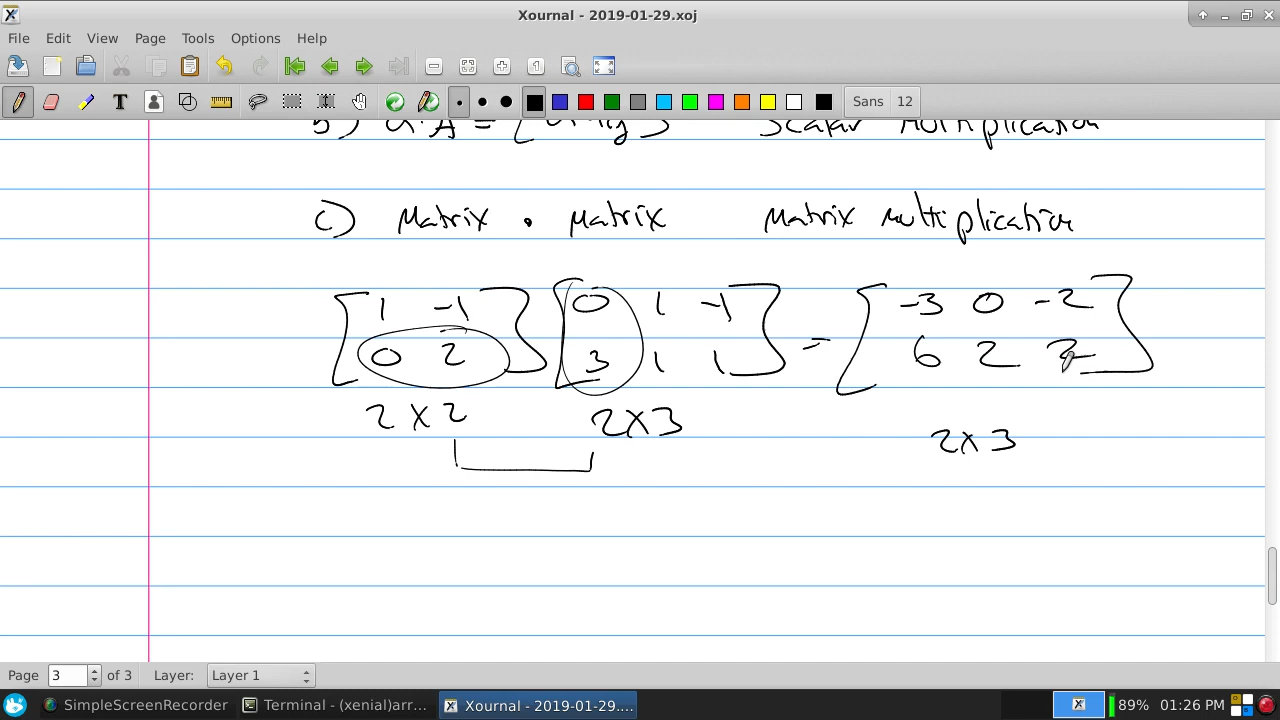 Xournal - 2019-01-29.xoj
File Edit View Page Tools Options Help
Sans 12
b) α·A = [ Scalar Multiplication
c) Matrix · Matrix Matrix multiplication
[1 -1] [0 1 -1] = [-3 0 -2]
[0 2] [3 1 1] [6 2 2]
2 x 2 2x3 2x3
Page 3 of 3 Layer: Layer 1
SimpleScreenRecorder Terminal - (xenial)arr... Xournal - 2019-01-29.... 89% 01:26 PM